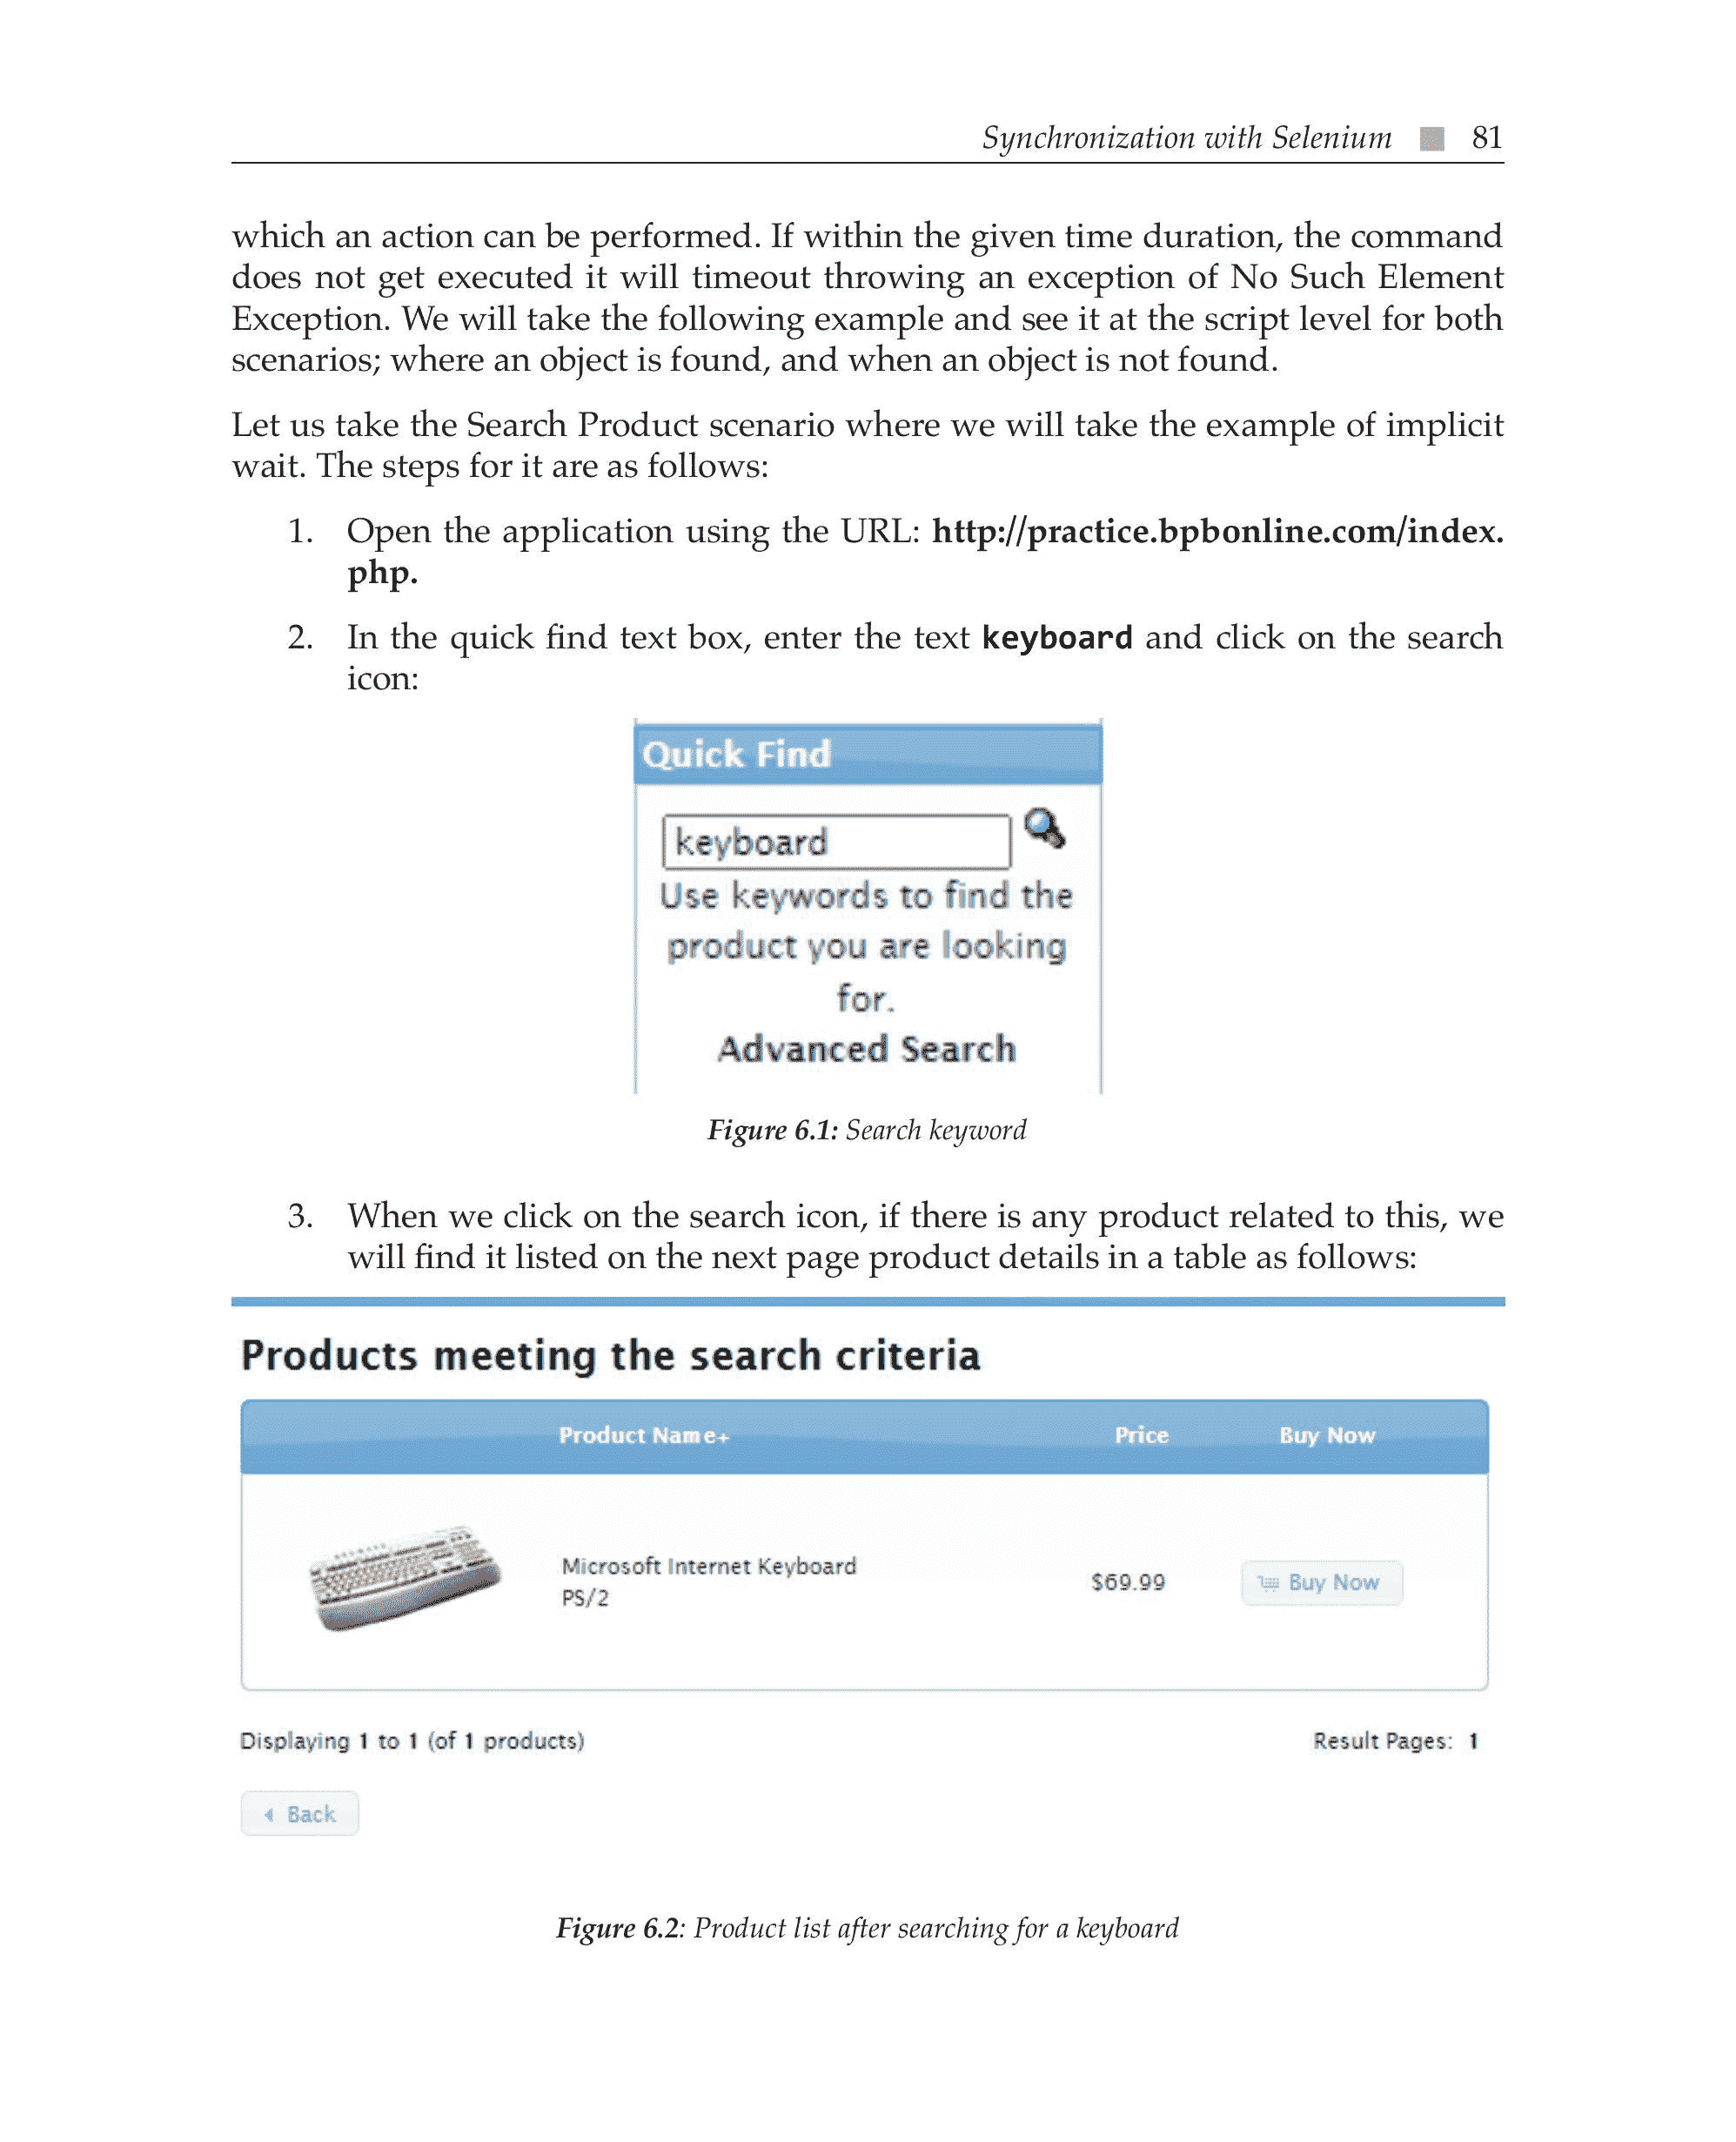 Synchronization with Selenium 81
which an action can be performed. If within the given time duration, the command
does not get executed it will timeout throwing an exception of No Such Element
Exception. We will take the following example and see it at the script level for both
scenarios; where an object is found, and when an object is not found.
Let us take the Search Product scenario where we will take the example of implicit
wait. The steps for it are as follows:
1. Open the application using the URL: http://practice.bpbonline.com/index.
php.
2. In the quick find text box, enter the text keyboard and click on the search
icon:
Quick Find
keyboard
Use keywords to find the
product you are looking
for.
Advanced Search
Figure 6.1: Search keyword
3. When we click on the search icon, if there is any product related to this, we
will find it listed on the next page product details in a table as follows:
Products meeting the search criteria
Product Name+ Price Buy Now
Microsoft Internet Keyboard
PS/2
$69.99 Buy Now
Displaying 1 to 1 (of 1 products) Result Pages: 1
Back
Figure 6.2: Product list after searching for a keyboard